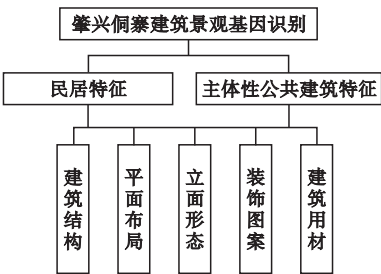 肇兴侗寨建筑景观基因识别
民居特征
主体性公共建筑特征
建筑结构
平面布局
立面形态
装饰图案
建筑用材